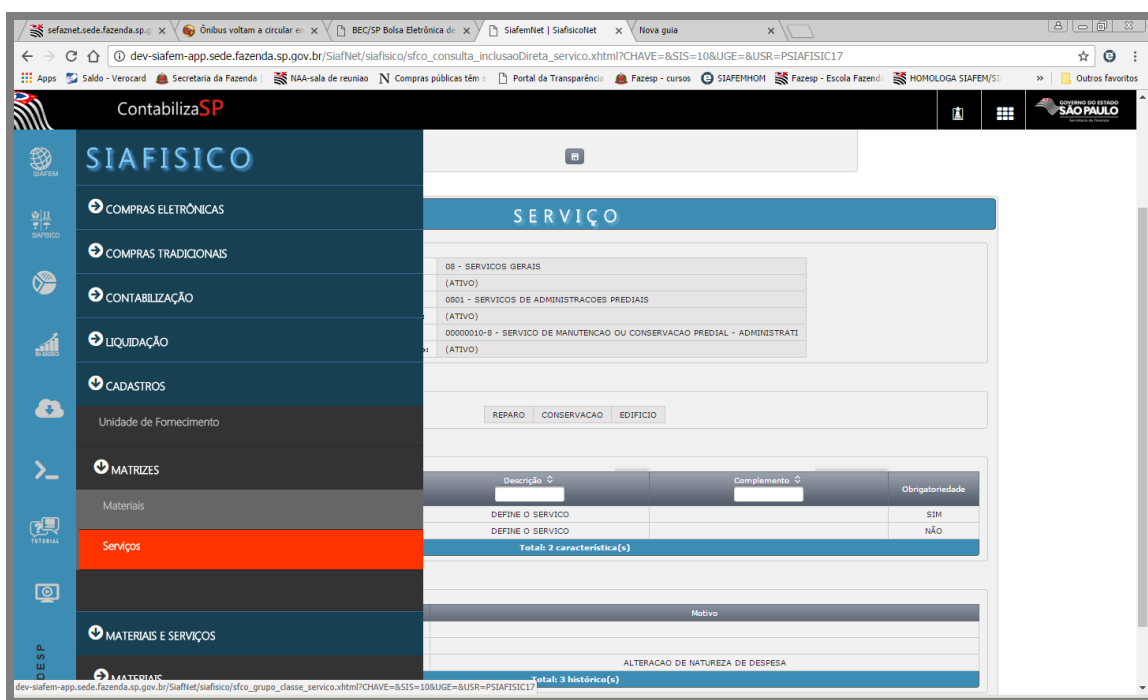 sefaznet.sede.fazenda.sp.g
Ônibus voltam a circular en
BEC/SP Bolsa Eletrônica de
SiafemNet | SiafisicoNet
Nova guia
dev-siafem-app.sede.fazenda.sp.gov.br/SiafNet/siafisico/sfco_consulta_inclusaoDireta_servico.xhtml?CHAVE=&SIS=10&UGE=&USR=PSIAFISIC17
Apps
Saldo - Verocard
Secretaria da Fazenda |
NAA-sala de reuniao
Compras públicas têm
Portal da Transparência
Fazesp - cursos
SIAFEMHOM
Fazesp - Escola Fazend
HOMOLOGA SIAFEM/S
»
Outros favoritos
ContabilizaSP
GOVERNO DO ESTADO
SÃO PAULO
Secretaria da Fazenda
SIAFEM
SIAFISICO
SIAFISICO
COMPRAS ELETRÔNICAS
COMPRAS TRADICIONAIS
CONTABILIZAÇÃO
LIQUIDAÇÃO
CADASTROS
Unidade de Fornecimento
MATRIZES
Materiais
Serviços
MATERIAIS E SERVIÇOS
MATERIAIS
TUTORIAL
DESP
SERVIÇO
08 - SERVICOS GERAIS
(ATIVO)
0801 - SERVICOS DE ADMINISTRACOES PREDIAIS
: (ATIVO)
00000010-8 - SERVICO DE MANUTENCAO OU CONSERVACAO PREDIAL - ADMINISTRATI
o: (ATIVO)
REPARO CONSERVACAO EDIFICIO
Descrição Complemento Obrigatoriedade
DEFINE O SERVICO SIM
DEFINE O SERVICO NÃO
Total: 2 característica(s)
Motivo
ALTERACAO DE NATUREZA DE DESPESA
Total: 3 histórico(s)
dev-siafem-app.sede.fazenda.sp.gov.br/SiafNet/siafisico/sfco_grupo_classe_servico.xhtml?CHAVE=&SIS=10&UGE=&USR=PSIAFISIC17